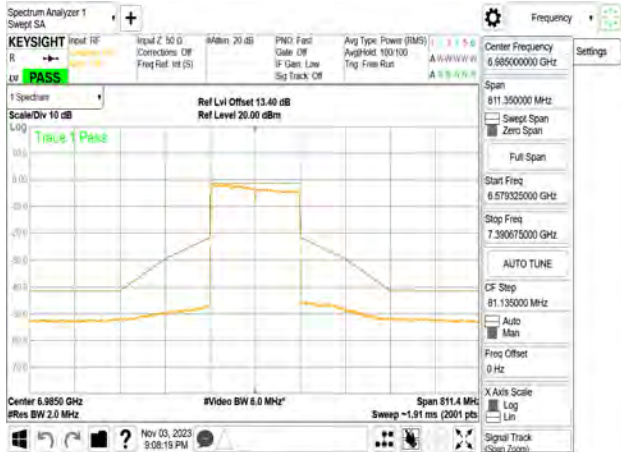 Spectrum Analyzer 1
Swept SA
+
Frequency
KEYSIGHT
Input: RF
Input Z: 50 Ω
#Atten: 20 dB
PNO: Fast
Avg Type: Power (RMS)
Center Frequency
Settings
R
Corrections: Off
Gate: Off
Avg|Hold: 100/100
6.985000000 GHz
Freq Ref: Int (S)
IF Gain: Low
Trig: Free Run
Sig Track: Off
LV
PASS
Span
811.350000 MHz
1 Spectrum
Ref Lvl Offset 13.40 dB
Scale/Div 10 dB
Ref Level 20.00 dBm
Swept Span
Zero Span
Log
Trace 1 Pass
Full Span
Start Freq
6.579325000 GHz
Stop Freq
7.390675000 GHz
AUTO TUNE
CF Step
81.135000 MHz
Auto
Man
Freq Offset
0 Hz
X Axis Scale
Log
Lin
Center 6.9850 GHz
#Video BW 6.0 MHz*
Span 811.4 MHz
#Res BW 2.0 MHz
Sweep ~1.91 ms (2001 pts
Nov 03, 2023
9:08:19 PM
?
Signal Track
(Span Zoom)